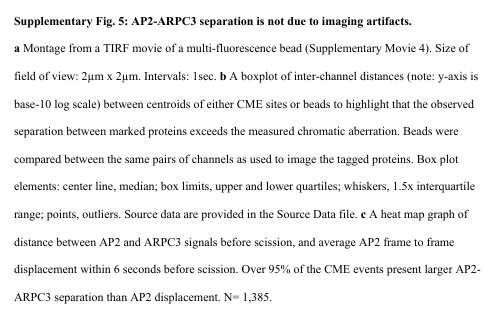 Supplementary Fig. 5: AP2-ARPC3 separation is not due to imaging artifacts.
a Montage from a TIRF movie of a multi-fluorescence bead (Supplementary Movie 4). Size of
field of view: 2μm x 2μm. Intervals: 1sec. b A boxplot of inter-channel distances (note: y-axis is
base-10 log scale) between centroids of either CME sites or beads to highlight that the observed
separation between marked proteins exceeds the measured chromatic aberration. Beads were
compared between the same pairs of channels as used to image the tagged proteins. Box plot
elements: center line, median; box limits, upper and lower quartiles; whiskers, 1.5x interquartile
range; points, outliers. Source data are provided in the Source Data file. c A heat map graph of
distance between AP2 and ARPC3 signals before scission, and average AP2 frame to frame
displacement within 6 seconds before scission. Over 95% of the CME events present larger AP2-
ARPC3 separation than AP2 displacement. N= 1,385.